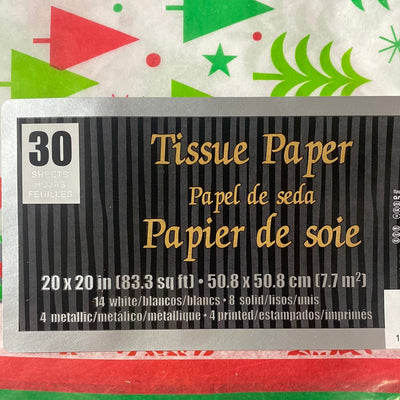 30
SHEETS
HOJAS
FEUILLES
Tissue Paper
Papel de seda
Papier de soie
20 x 20 in (83.3 sq ft) • 50.8 x 50.8 cm (7.7 m²)
14 white/blancos/blancs • 8 solid/lisos/unis
4 metallic/metálico/métallique • 4 printed/estampados/imprimés